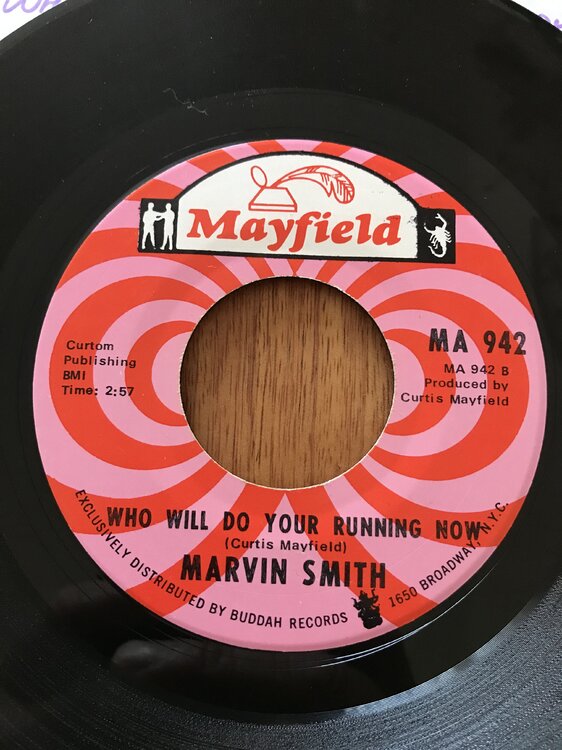 Mayfield
MA 942
MA 942 B
Produced by
Curtis Mayfield
Curtom
Publishing
BMI
Time: 2:57
WHO WILL DO YOUR RUNNING NOW
(Curtis Mayfield)
MARVIN SMITH
EXCLUSIVELY DISTRIBUTED BY BUDDAH RECORDS 1650 BROADWAY, N.Y.C.